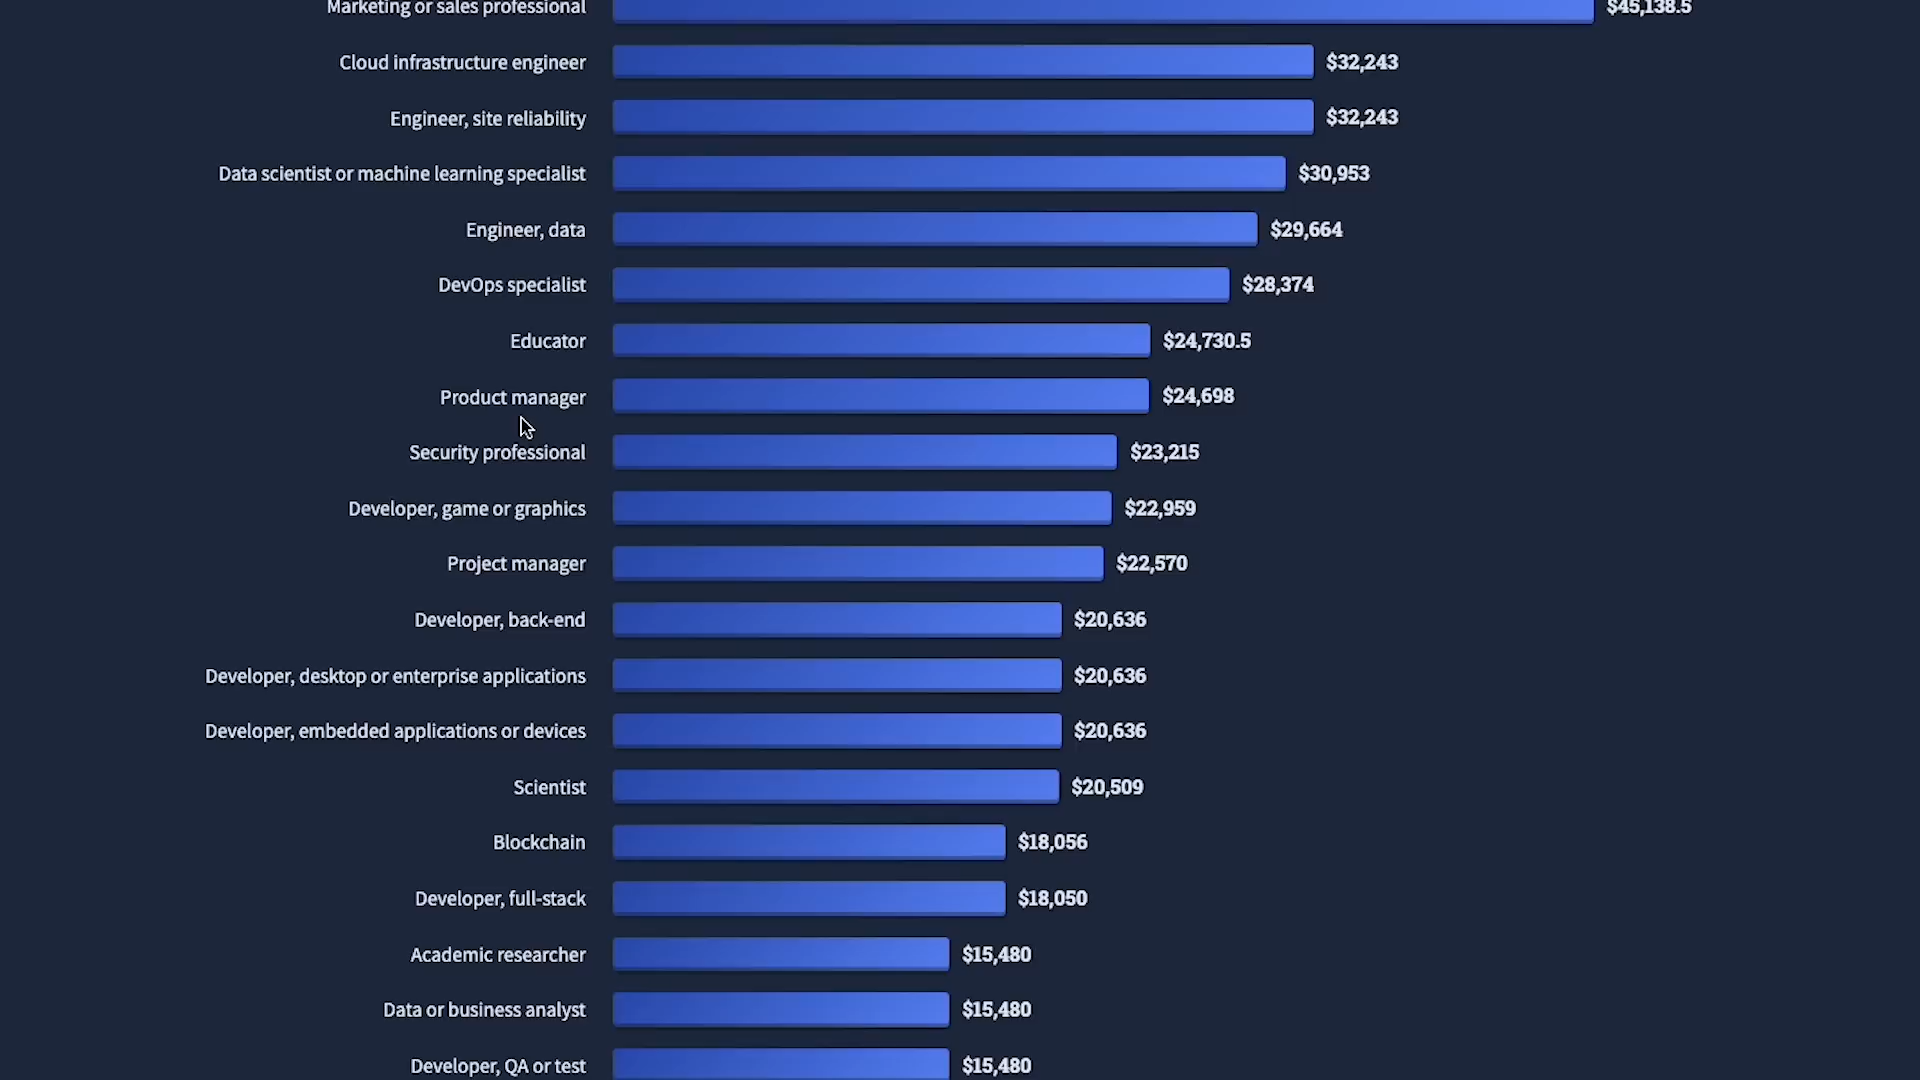 Marketing or sales professional $45,138.5
Cloud infrastructure engineer $32,243
Engineer, site reliability $32,243
Data scientist or machine learning specialist $30,953
Engineer, data $29,664
DevOps specialist $28,374
Educator $24,730.5
Product manager $24,698
Security professional $23,215
Developer, game or graphics $22,959
Project manager $22,570
Developer, back-end $20,636
Developer, desktop or enterprise applications $20,636
Developer, embedded applications or devices $20,636
Scientist $20,509
Blockchain $18,056
Developer, full-stack $18,050
Academic researcher $15,480
Data or business analyst $15,480
Developer, QA or test $15,480